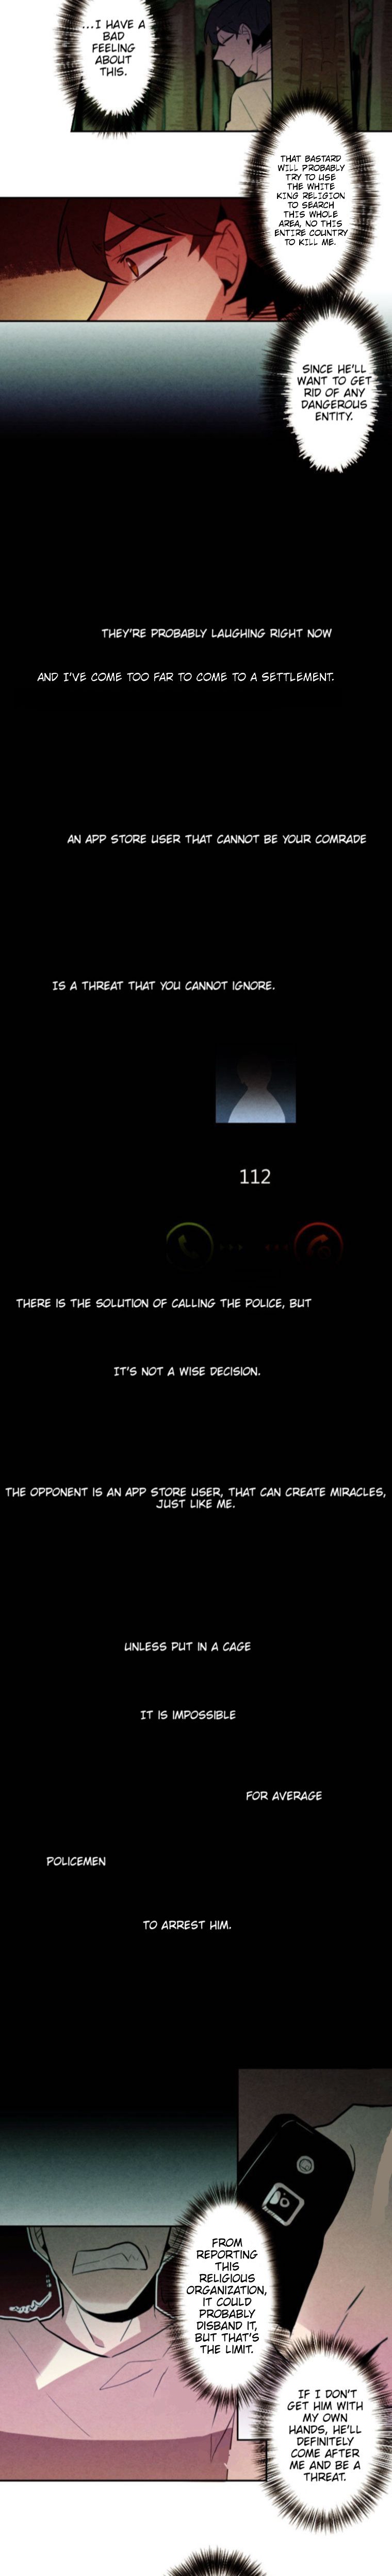 ...I HAVE A
BAD
FEELING
ABOUT
THIS.
THAT BASTARD
WILL PROBABLY
TRY TO USE
THE WHITE
KING RELIGION
TO SEARCH
THIS WHOLE
AREA, NO THIS
ENTIRE COUNTRY
TO KILL ME.
SINCE HE'LL
WANT TO GET
RID OF ANY
DANGEROUS
ENTITY.
THEY'RE PROBABLY LAUGHING RIGHT NOW
AND I'VE COME TOO FAR TO COME TO A SETTLEMENT.
AN APP STORE USER THAT CANNOT BE YOUR COMRADE
IS A THREAT THAT YOU CANNOT IGNORE.
112
THERE IS THE SOLUTION OF CALLING THE POLICE, BUT
IT'S NOT A WISE DECISION.
THE OPPONENT IS AN APP STORE USER, THAT CAN CREATE MIRACLES,
JUST LIKE ME.
UNLESS PUT IN A CAGE
IT IS IMPOSSIBLE
FOR AVERAGE
POLICEMEN
TO ARREST HIM.
FROM
REPORTING
THIS
RELIGIOUS
ORGANIZATION,
IT COULD
PROBABLY
DISBAND IT,
BUT THAT'S
THE LIMIT.
IF I DON'T
GET HIM WITH
MY OWN
HANDS, HE'LL
DEFINITELY
COME AFTER
ME AND BE A
THREAT.